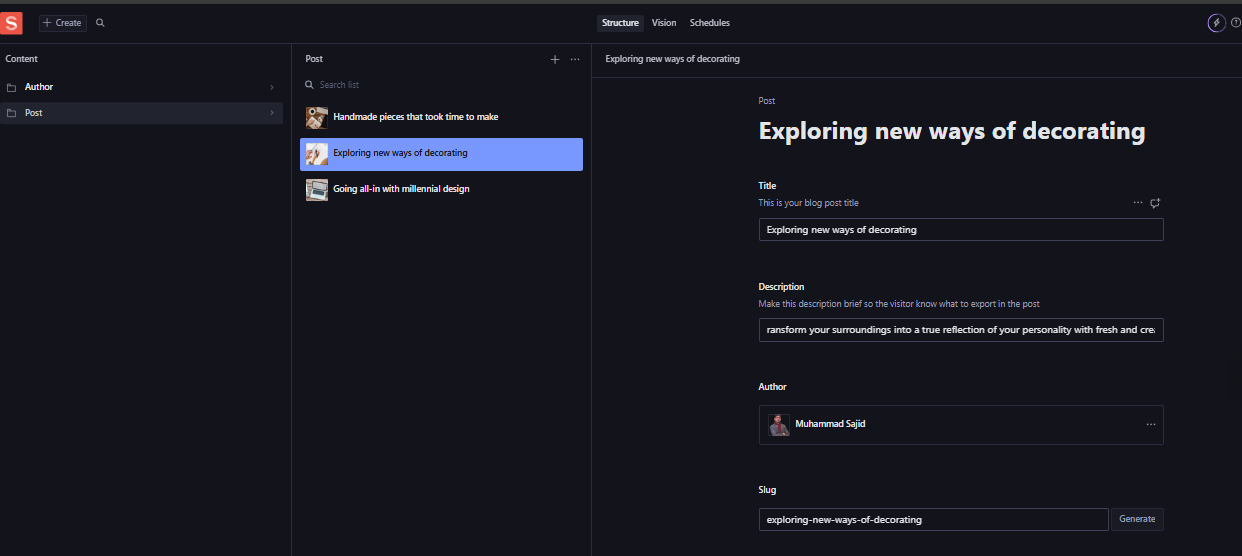 S
+ Create
Structure Vision Schedules
Content
Author
Post
Post
Search list
Handmade pieces that took time to make
Exploring new ways of decorating
Going all-in with millennial design
Exploring new ways of decorating
Post
Exploring new ways of decorating
Title
This is your blog post title
Exploring new ways of decorating
Description
Make this description brief so the visitor know what to export in the post
ransform your surroundings into a true reflection of your personality with fresh and crea
Author
Muhammad Sajid
Slug
exploring-new-ways-of-decorating
Generate